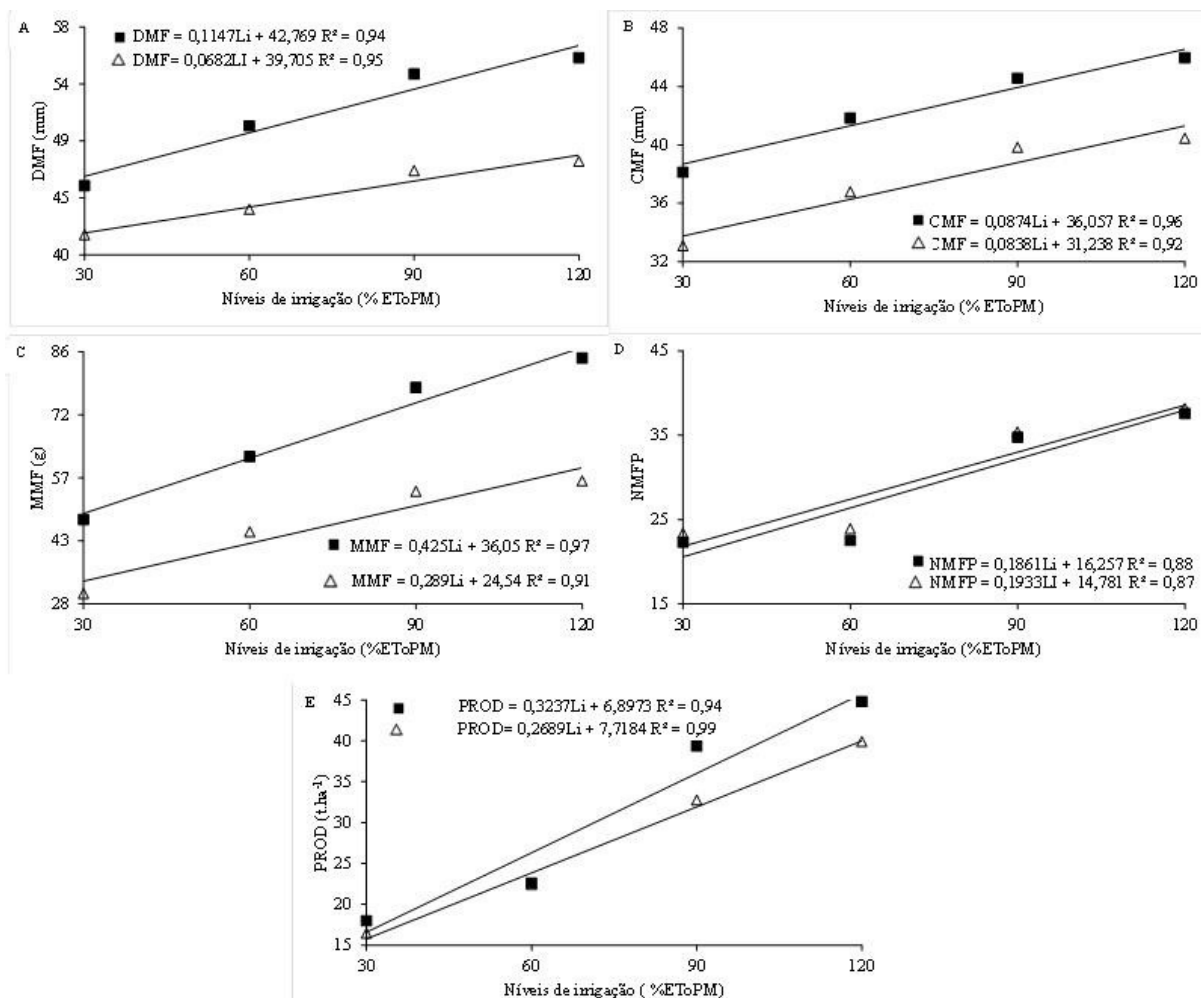 A
DMF (mm)
58
54
49
45
40
■ DMF = 0,1147Li + 42,769 R² = 0,94
△ DMF= 0,0682LI + 39,705 R² = 0,95
30 60 90 120
Níveis de irrigação (% EToPM)
B
CMF (mm)
48
44
40
36
32
■ CMF = 0,0874Li + 36,057 R² = 0,96
△ CMF = 0,0838Li + 31,238 R² = 0,92
30 60 90 120
Níveis de irrigação (% EToPM)
C
MMF (g)
86
72
57
43
28
■ MMF = 0,425Li + 36,05 R² = 0,97
△ MMF = 0,289Li + 24,54 R² = 0,91
30 60 90 120
Níveis de irrigação (%EToPM)
D
NMFP
45
35
25
15
■ NMFP = 0,1861Li + 16,257 R² = 0,88
△ NMFP = 0,1933LI + 14,781 R² = 0,87
30 60 90 120
Níveis de irrigação (%EToPM)
E
PROD (t.ha⁻¹)
45
40
35
30
25
20
15
■ PROD = 0,3237Li + 6,8973 R² = 0,94
△ PROD= 0,2689Li + 7,7184 R² = 0,99
30 60 90 120
Níveis de irrigação ( %EToPM)